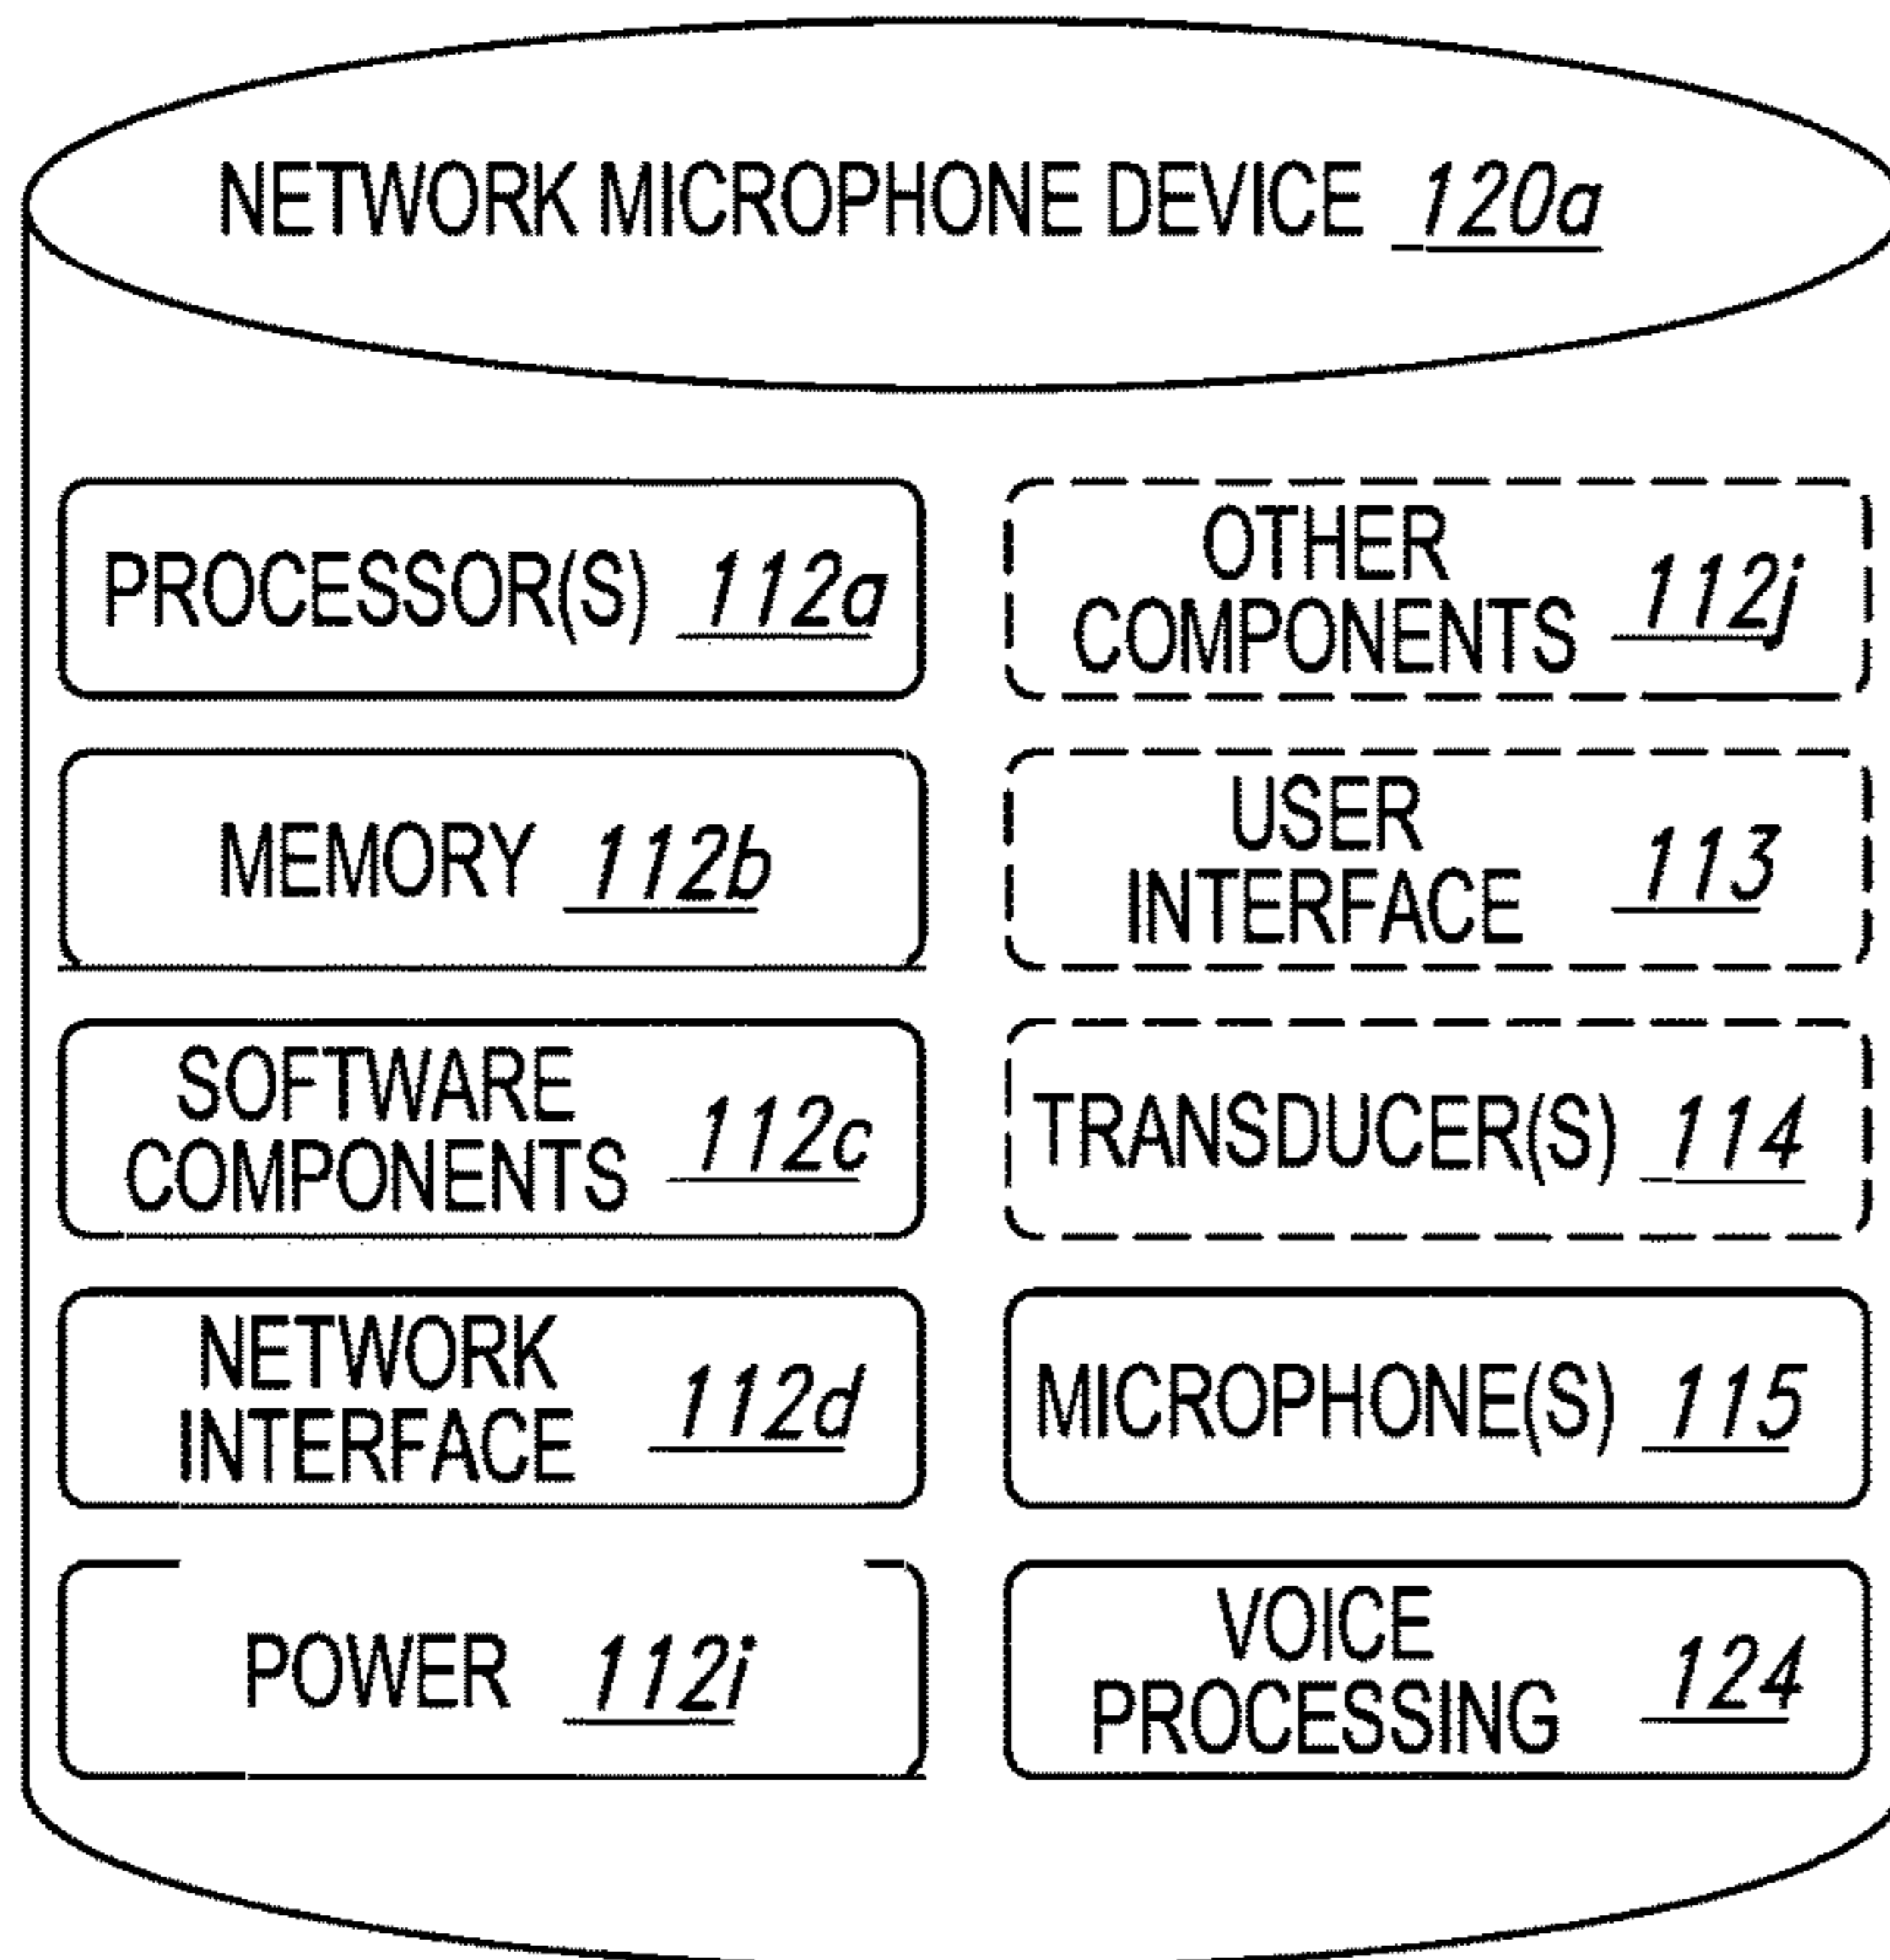 NETWORK MICROPHONE DEVICE 120a
PROCESSOR(S) 112a
MEMORY 112b
SOFTWARE
COMPONENTS 112c
NETWORK
INTERFACE 112d
POWER 112i
OTHER
COMPONENTS 112j
USER
INTERFACE 113
TRANSDUCER(S) 114
MICROPHONE(S) 115
VOICE
PROCESSING 124